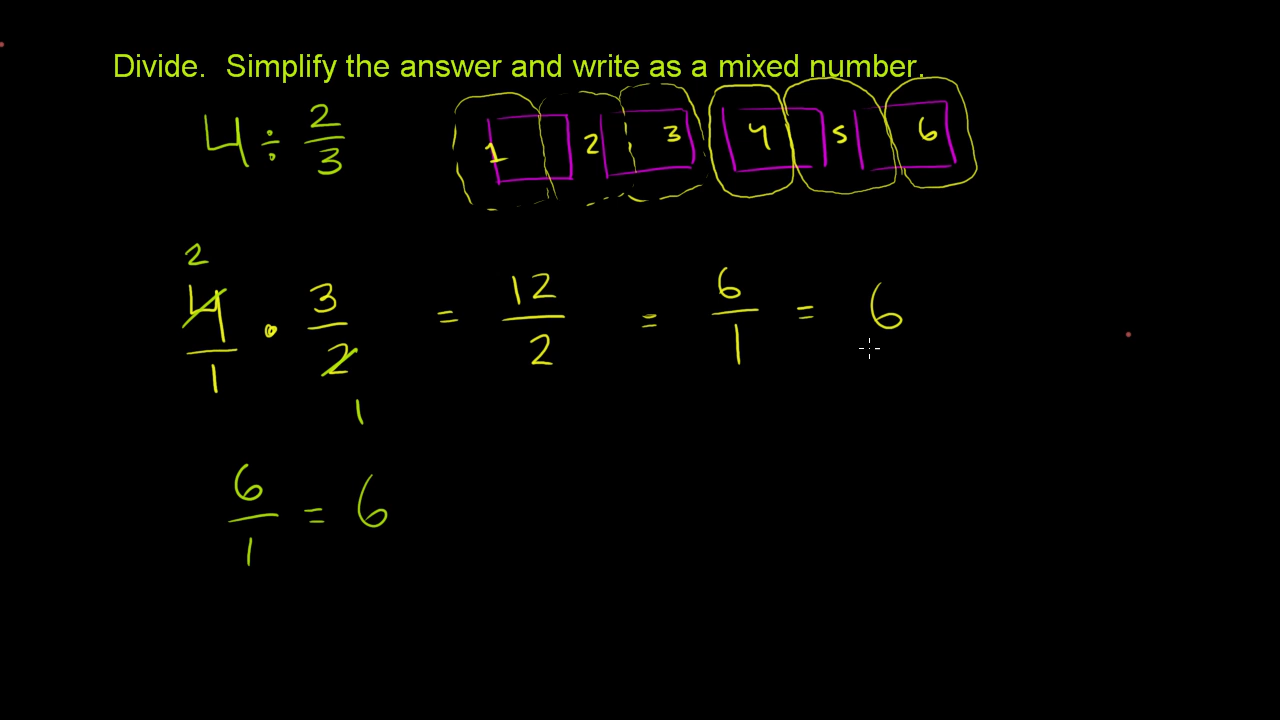 Divide.  Simplify the answer and write as a mixed number.
4 ÷ 2/3
1 2 3 4 5 6
2
4/1 • 3/2 = 12/2 = 6/1 = 6
1
6/1 = 6